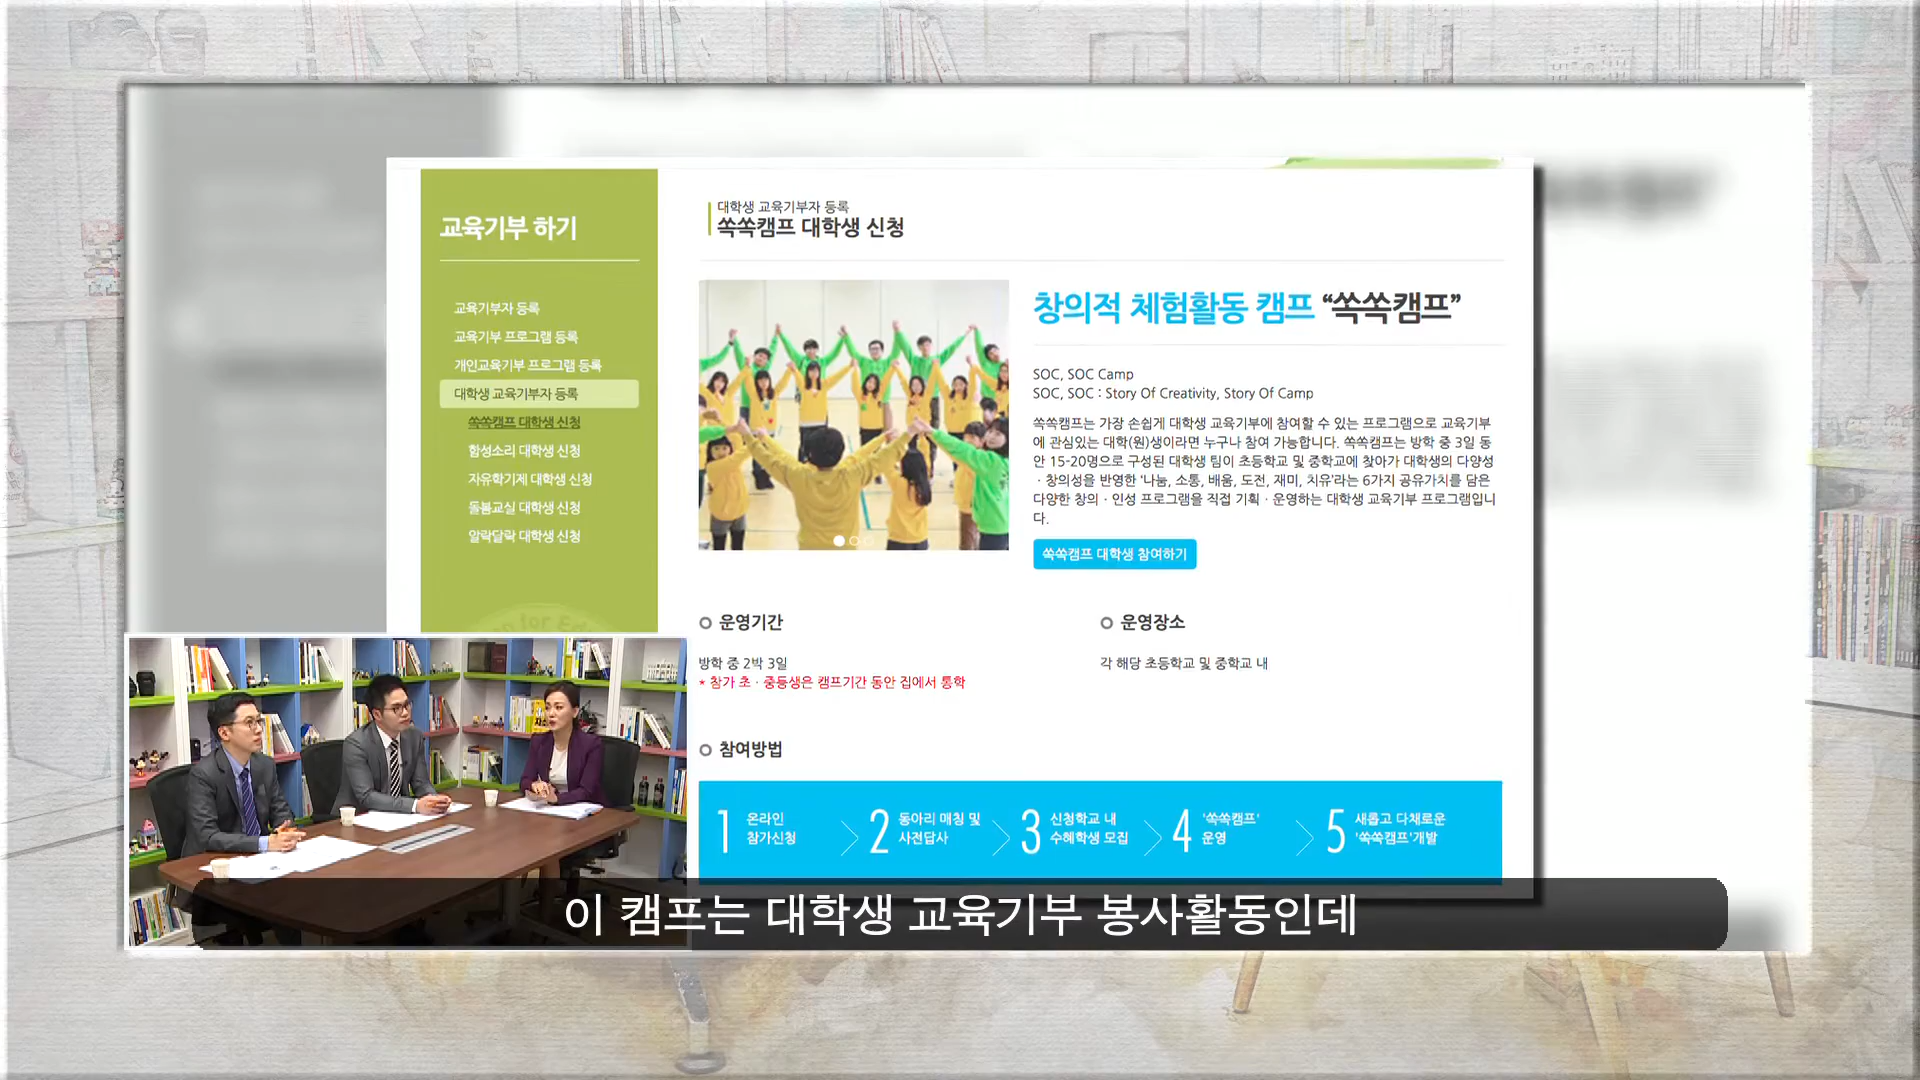 교육기부 하기
교육기부자 등록
교육기부 프로그램 등록
개인교육기부 프로그램 등록
대학생 교육기부자 등록
쏙쏙캠프 대학생 신청
함성소리 대학생 신청
자유학기제 대학생 신청
돌봄교실 대학생 신청
알락달락 대학생 신청
대학생 교육기부자 등록
쏙쏙캠프 대학생 신청
창의적 체험활동 캠프 “쏙쏙캠프”
SOC, SOC Camp
SOC, SOC : Story Of Creativity, Story Of Camp
쏙쏙캠프는 가장 손쉽게 대학생 교육기부에 참여할 수 있는 프로그램으로 교육기부
에 관심있는 대학(원)생이라면 누구나 참여 가능합니다. 쏙쏙캠프는 방학 중 3일 동
안 15-20명으로 구성된 대학생 팀이 초등학교 및 중학교에 찾아가 대학생의 다양성
· 창의성을 반영한 '나눔, 소통, 배움, 도전, 재미, 치유'라는 6가지 공유가치를 담은
다양한 창의 · 인성 프로그램을 직접 기획 · 운영하는 대학생 교육기부 프로그램입니
다.
쏙쏙캠프 대학생 참여하기
운영기간
방학 중 2박 3일
* 참가 초 · 중등생은 캠프기간 동안 집에서 통학
운영장소
각 해당 초등학교 및 중학교 내
참여방법
1 온라인
참가신청
2 동아리 매칭 및
사전답사
3 신청학교 내
수혜학생 모집
4 '쏙쏙캠프'
운영
5 새롭고 다채로운
'쏙쏙캠프'개발
이 캠프는 대학생 교육기부 봉사활동인데